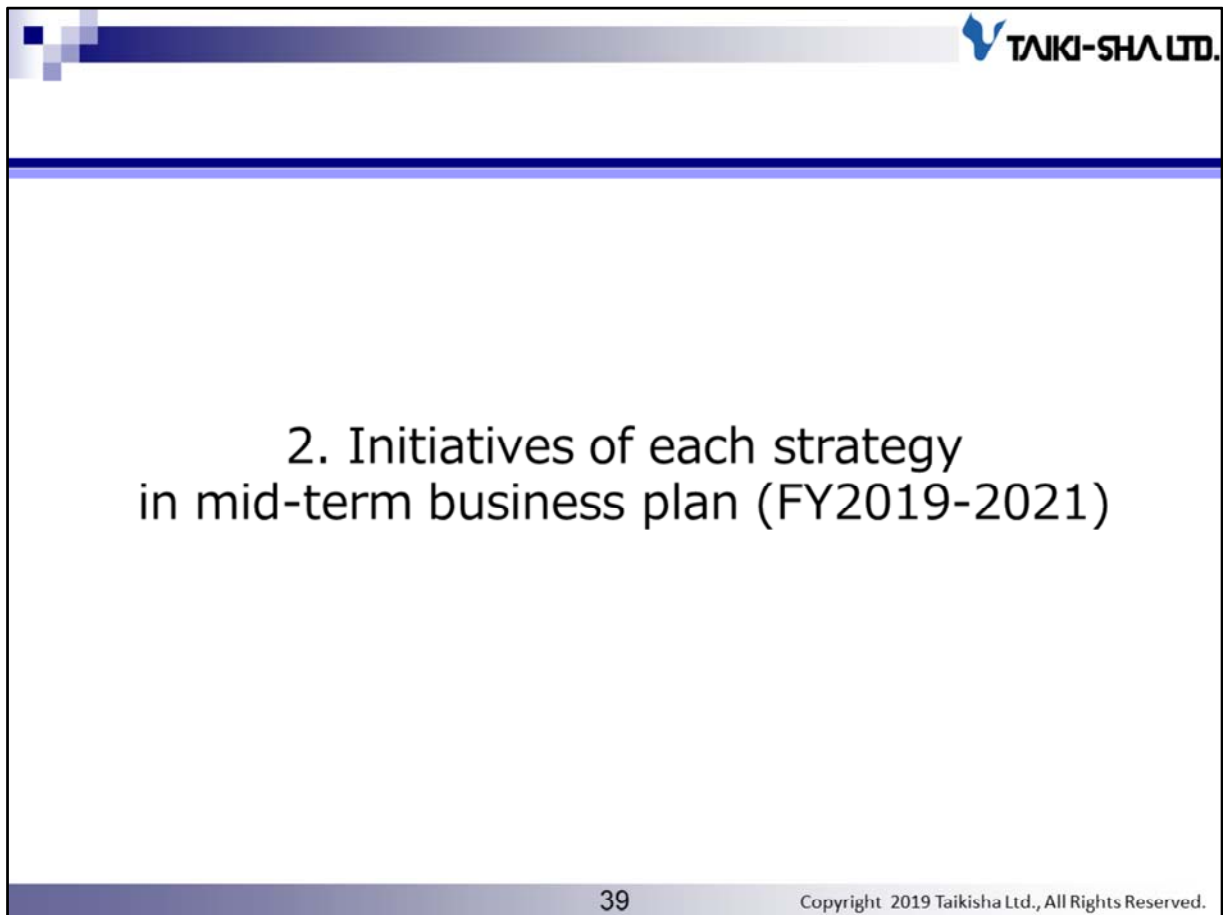 TAIKI-SHA LTD.
2. Initiatives of each strategy
in mid-term business plan (FY2019-2021)
39
Copyright 2019 Taikisha Ltd., All Rights Reserved.